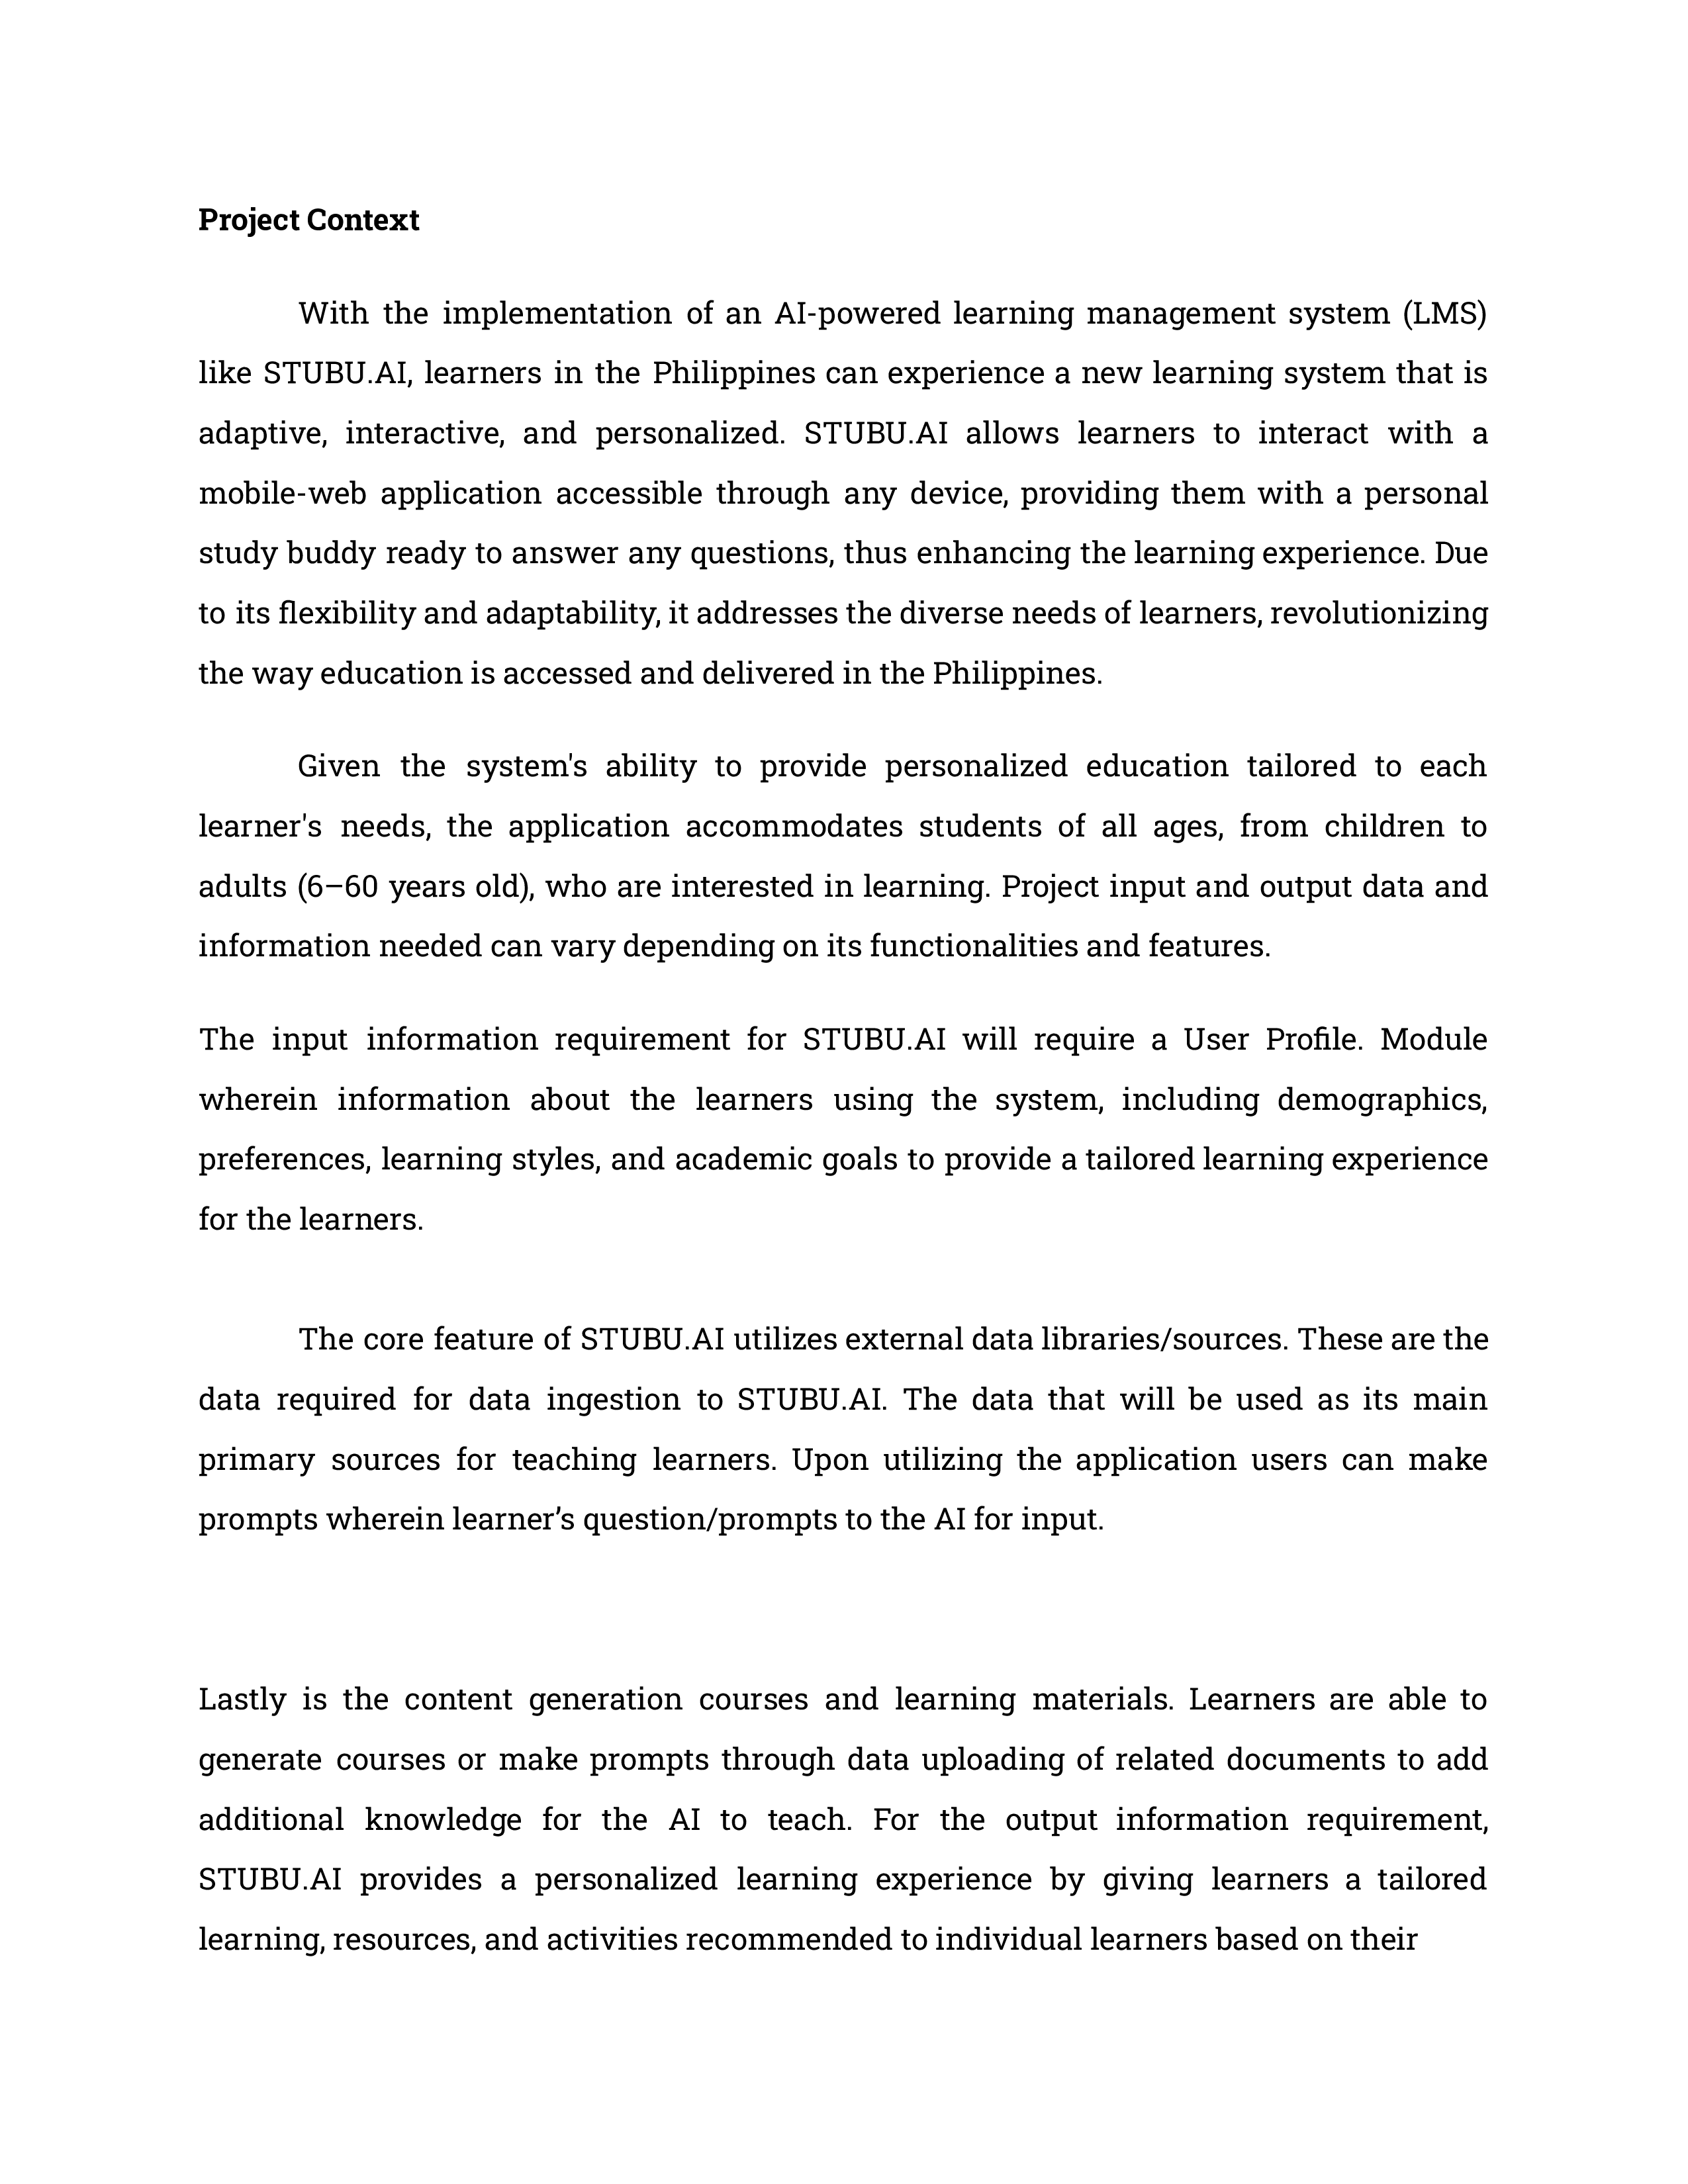 Project Context
With the implementation of an AI-powered learning management system (LMS)
like STUBU.AI, learners in the Philippines can experience a new learning system that is
adaptive, interactive, and personalized. STUBU.AI allows learners to interact with a
mobile-web application accessible through any device, providing them with a personal
study buddy ready to answer any questions, thus enhancing the learning experience. Due
to its flexibility and adaptability, it addresses the diverse needs of learners, revolutionizing
the way education is accessed and delivered in the Philippines.
Given the system's ability to provide personalized education tailored to each
learner's needs, the application accommodates students of all ages, from children to
adults (6–60 years old), who are interested in learning. Project input and output data and
information needed can vary depending on its functionalities and features.
The input information requirement for STUBU.AI will require a User Profile. Module
wherein information about the learners using the system, including demographics,
preferences, learning styles, and academic goals to provide a tailored learning experience
for the learners.
The core feature of STUBU.AI utilizes external data libraries/sources. These are the
data required for data ingestion to STUBU.AI. The data that will be used as its main
primary sources for teaching learners. Upon utilizing the application users can make
prompts wherein learner’s question/prompts to the AI for input.
Lastly is the content generation courses and learning materials. Learners are able to
generate courses or make prompts through data uploading of related documents to add
additional knowledge for the AI to teach. For the output information requirement,
STUBU.AI provides a personalized learning experience by giving learners a tailored
learning, resources, and activities recommended to individual learners based on their